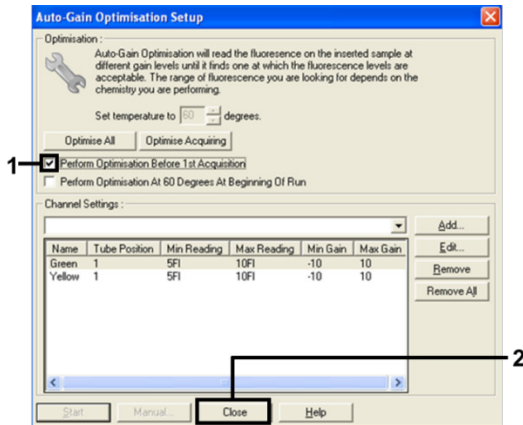 Auto-Gain Optimisation Setup
Optimisation :
Auto-Gain Optimisation will read the fluoresence on the inserted sample at
different gain levels until it finds one at which the fluorescence levels are
acceptable. The range of fluorescence you are looking for depends on the
chemistry you are performing.
Set temperature to 60 degrees.
Optimise All Optimise Acquiring
1 Perform Optimisation Before 1st Acquisition
Perform Optimisation At 60 Degrees At Beginning Of Run
Channel Settings :
Add...
Name Tube Position Min Reading Max Reading Min Gain Max Gain Edit...
Green 1 5Fl 10Fl -10 10
Yellow 1 5Fl 10Fl -10 10
Remove
Remove All
2
Start Manual... Close Help